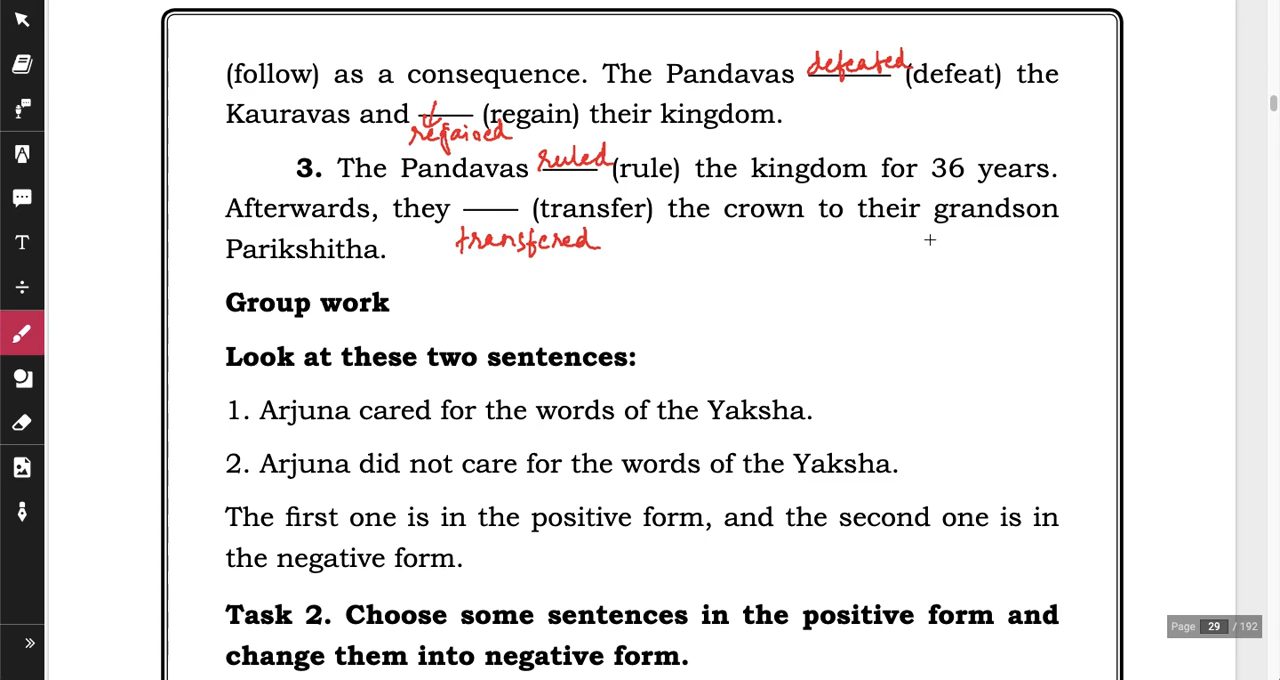 (follow) as a consequence. The Pandavas defeated (defeat) the
Kauravas and (regain) their kingdom.
regained
3. The Pandavas ruled (rule) the kingdom for 36 years.
Afterwards, they (transfer) the crown to their grandson
transfered
Parikshitha.
Group work
Look at these two sentences:
1. Arjuna cared for the words of the Yaksha.
2. Arjuna did not care for the words of the Yaksha.
The first one is in the positive form, and the second one is in
the negative form.
Task 2. Choose some sentences in the positive form and
change them into negative form.
Page 29 / 192